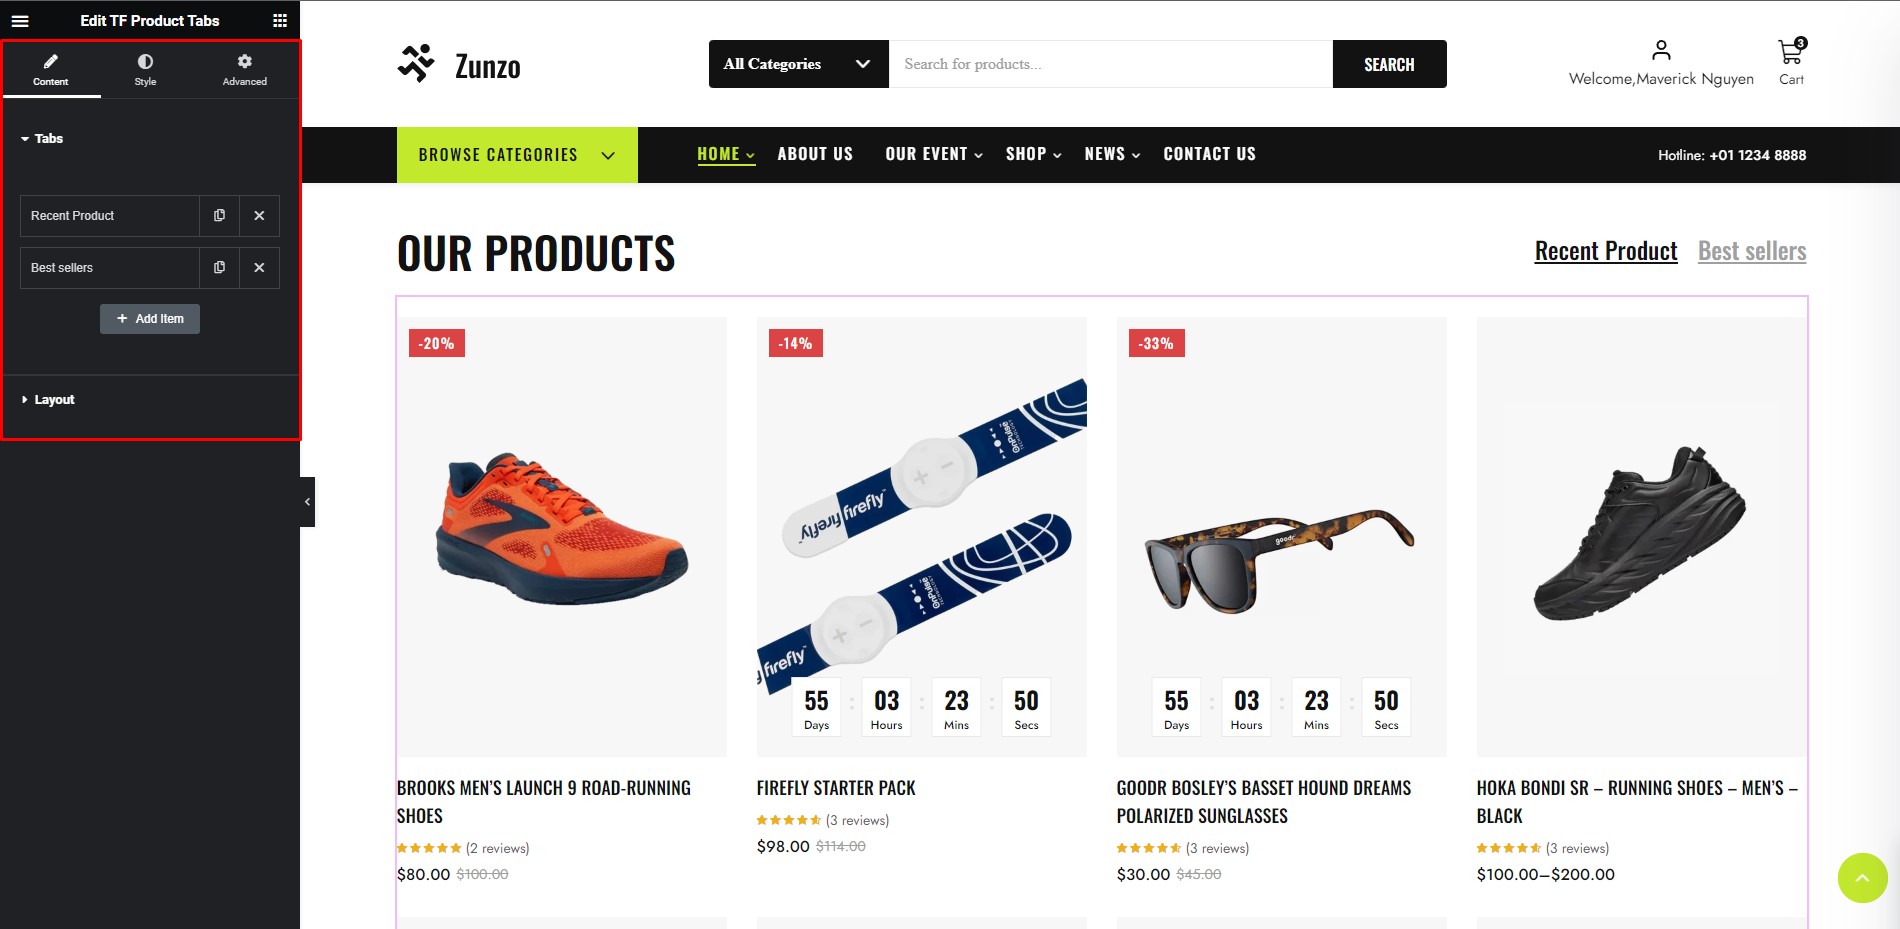 Edit TF Product Tabs
Content
Style
Advanced
Tabs
Recent Product
Best sellers
+ Add Item
Layout
Zunzo
All Categories
Search for products...
SEARCH
Welcome,Maverick Nguyen
3
Cart
BROWSE CATEGORIES
HOME
ABOUT US
OUR EVENT
SHOP
NEWS
CONTACT US
Hotline: +01 1234 8888
OUR PRODUCTS
Recent Product
Best sellers
-20%
-14%
-33%
OnPulse
firefly firefly™
goodr
OnPulse
firefly™
55 : 03 : 23 : 50
Days Hours Mins Secs
55 : 03 : 23 : 50
Days Hours Mins Secs
BROOKS MEN’S LAUNCH 9 ROAD-RUNNING
SHOES
(2 reviews)
$80.00 $100.00
FIREFLY STARTER PACK
(3 reviews)
$98.00 $114.00
GOODR BOSLEY’S BASSET HOUND DREAMS
POLARIZED SUNGLASSES
(3 reviews)
$30.00 $45.00
HOKA BONDI SR – RUNNING SHOES – MEN’S –
BLACK
(3 reviews)
$100.00–$200.00